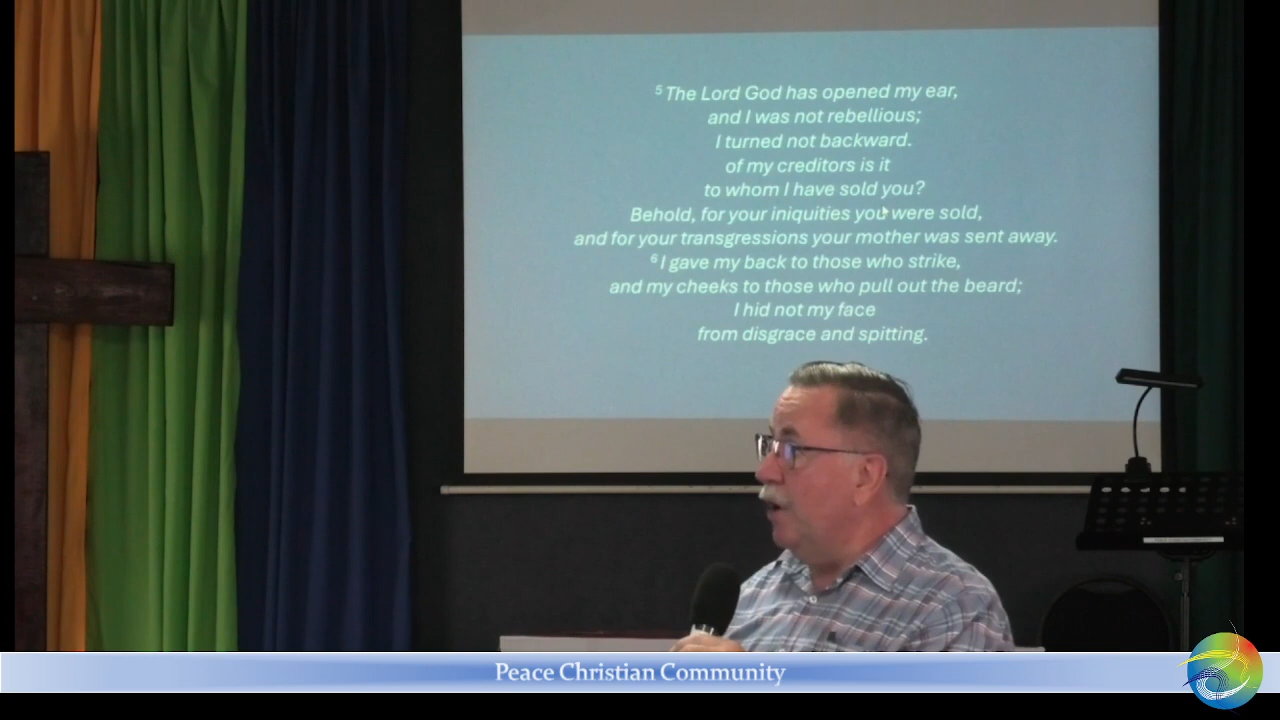 5 The Lord God has opened my ear,
and I was not rebellious;
I turned not backward.
of my creditors is it
to whom I have sold you?
Behold, for your iniquities you were sold,
and for your transgressions your mother was sent away.
6 I gave my back to those who strike,
and my cheeks to those who pull out the beard;
I hid not my face
from disgrace and spitting.
Peace Christian Community